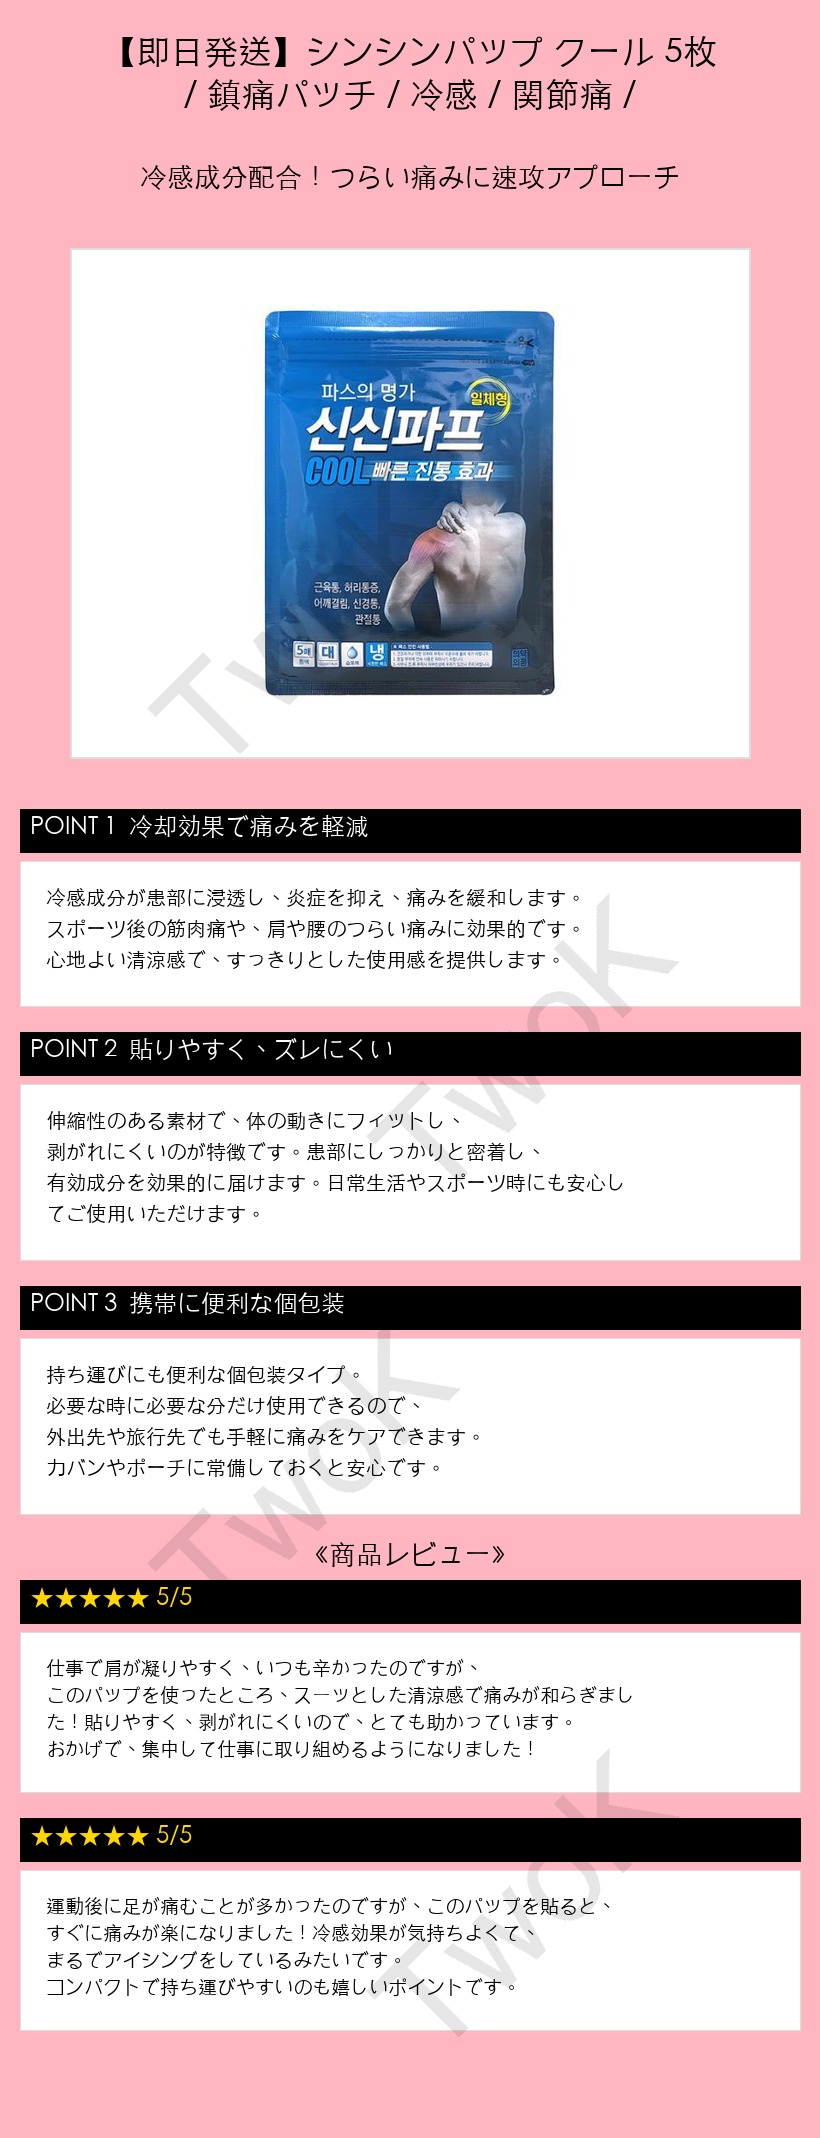 【即日発送】シンシンパップ クール 5枚
/ 鎮痛パッチ / 冷感 / 関節痛 /
冷感成分配合！つらい痛みに速攻アプローチ
파스의 명가
일체형
신신파프
COOL 빠른 진통 효과
근육통, 허리통증,
어깨결림, 신경통,
관절통
5매 대 냉
TwoK
POINT 1 冷却効果で痛みを軽減
冷感成分が患部に浸透し、炎症を抑え、痛みを緩和します。
スポーツ後の筋肉痛や、肩や腰のつらい痛みに効果的です。
心地よい清涼感で、すっきりとした使用感を提供します。
TwoK
POINT 2 貼りやすく、ズレにくい
伸縮性のある素材で、体の動きにフィットし、
剥がれにくいのが特徴です。患部にしっかりと密着し、
有効成分を効果的に届けます。日常生活やスポーツ時にも安心し
てご使用いただけます。
POINT 3 携帯に便利な個包装
持ち運びにも便利な個包装タイプ。
必要な時に必要な分だけ使用できるので、
外出先や旅行先でも手軽に痛みをケアできます。
カバンやポーチに常備しておくと安心です。
TwoK
《商品レビュー》
★★★★★ 5/5
仕事で肩が凝りやすく、いつも辛かったのですが、
このパップを使ったところ、スーッとした清涼感で痛みが和らぎまし
た！貼りやすく、剥がれにくいので、とても助かっています。
おかげで、集中して仕事に取り組めるようになりました！
★★★★★ 5/5
運動後に足が痛むことが多かったのですが、このパップを貼ると、
すぐに痛みが楽になりました！冷感効果が気持ちよくて、
まるでアイシングをしているみたいです。
コンパクトで持ち運びやすいのも嬉しいポイントです。
TwoK